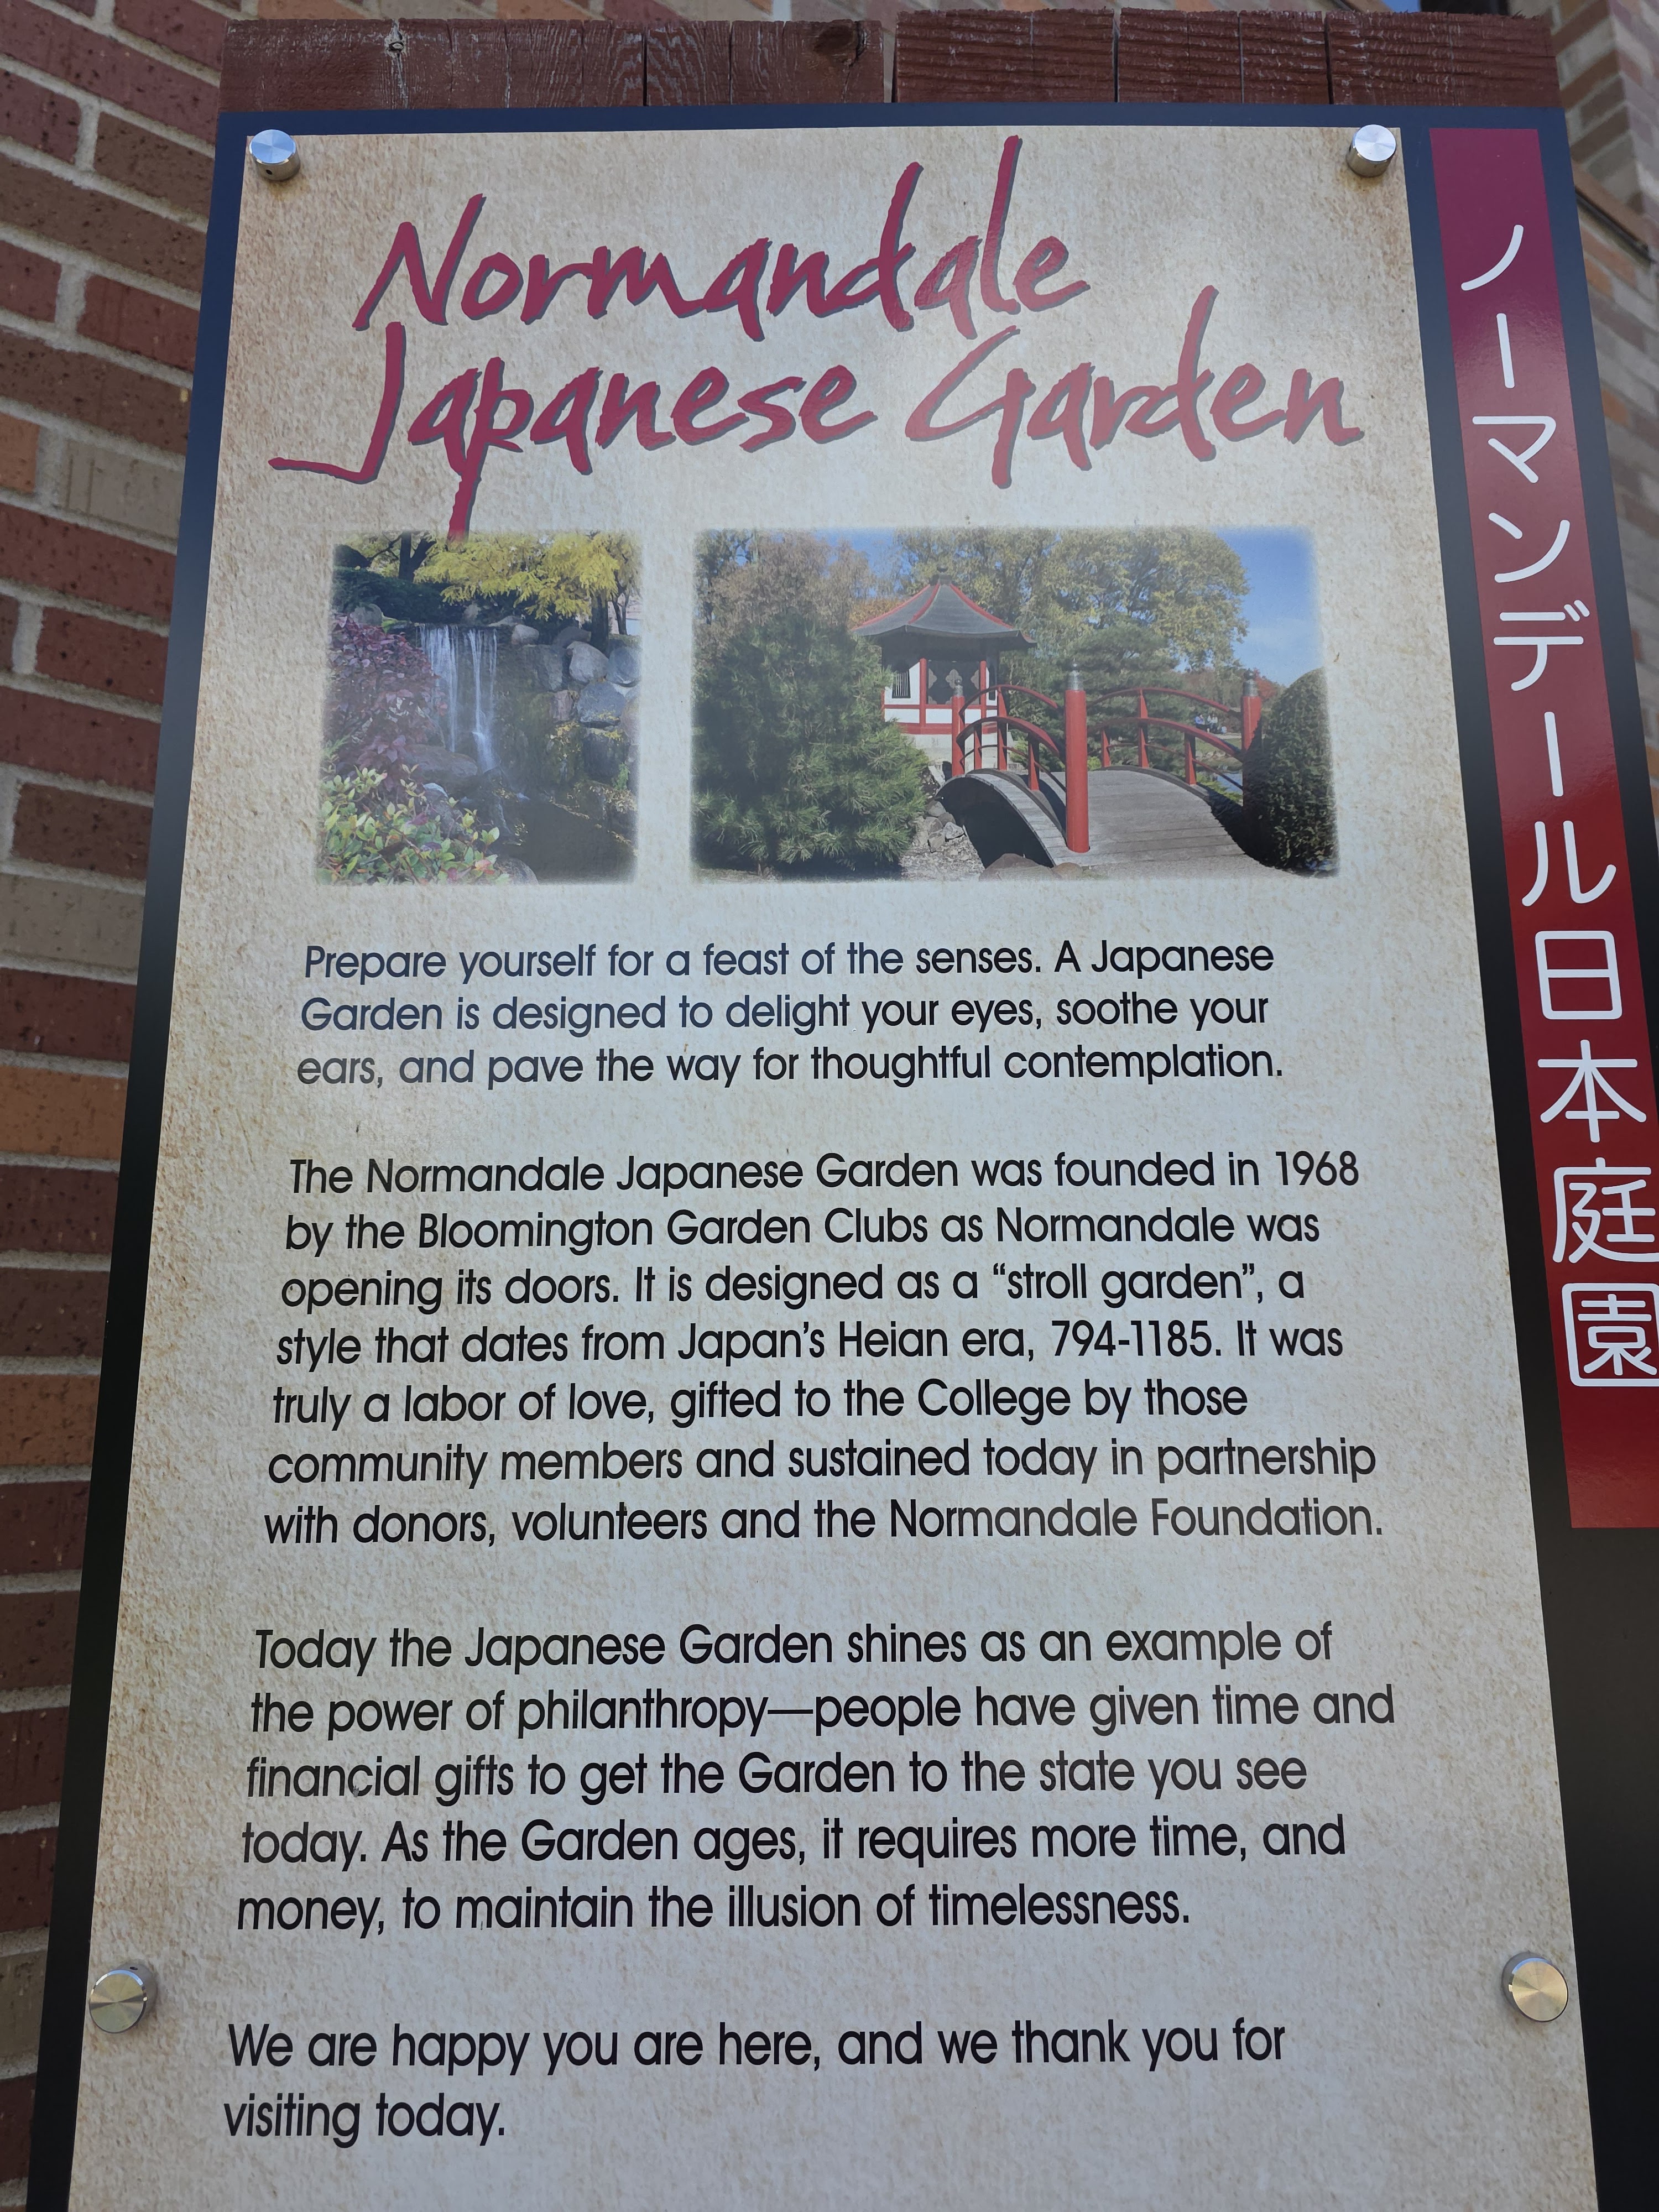 Normandale
Japanese Garden
Prepare yourself for a feast of the senses. A Japanese
Garden is designed to delight your eyes, soothe your
ears, and pave the way for thoughtful contemplation.
The Normandale Japanese Garden was founded in 1968
by the Bloomington Garden Clubs as Normandale was
opening its doors. It is designed as a “stroll garden”, a
style that dates from Japan’s Heian era, 794-1185. It was
truly a labor of love, gifted to the College by those
community members and sustained today in partnership
with donors, volunteers and the Normandale Foundation.
Today the Japanese Garden shines as an example of
the power of philanthropy—people have given time and
financial gifts to get the Garden to the state you see
today. As the Garden ages, it requires more time, and
money, to maintain the illusion of timelessness.
We are happy you are here, and we thank you for
visiting today.
ノーマンデール日本庭園